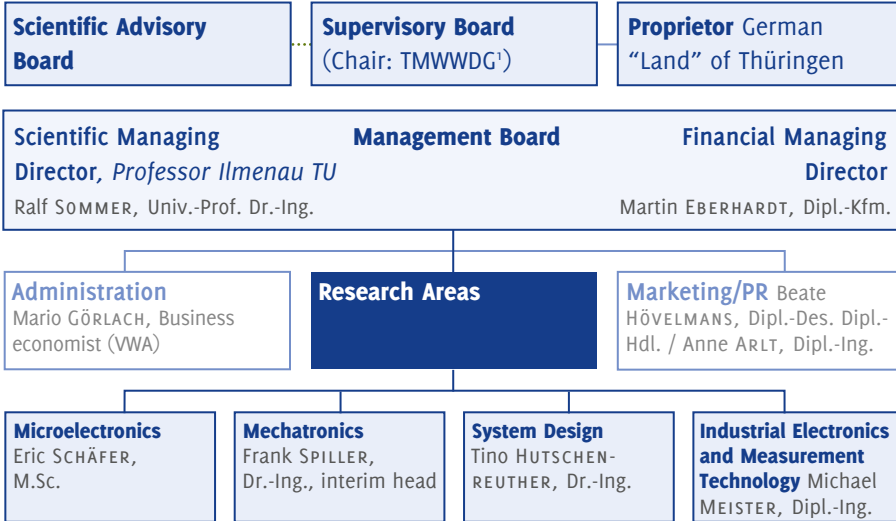 Scientific Advisory
Board
Supervisory Board
(Chair: TMWWDG¹)
Proprietor German
“Land” of Thüringen
Scientific Managing
Director, Professor Ilmenau TU
Ralf Sommer, Univ.-Prof. Dr.-Ing.
Management Board
Financial Managing
Director
Martin Eberhardt, Dipl.-Kfm.
Administration
Mario Görlach, Business
economist (VWA)
Research Areas
Marketing/PR Beate
Hövelmans, Dipl.-Des. Dipl.-
Hdl. / Anne Arlt, Dipl.-Ing.
Microelectronics
Eric Schäfer,
M.Sc.
Mechatronics
Frank Spiller,
Dr.-Ing., interim head
System Design
Tino Hutschen-
reuther, Dr.-Ing.
Industrial Electronics
and Measurement
Technology Michael
Meister, Dipl.-Ing.